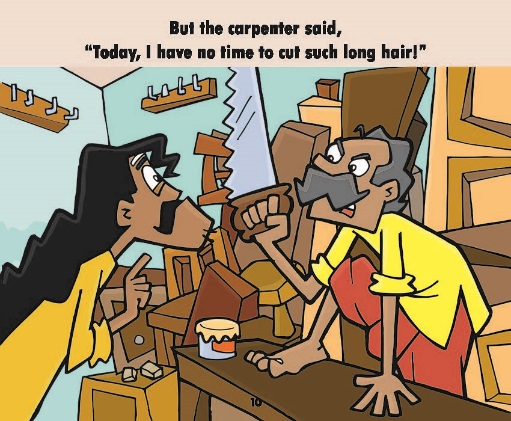 But the carpenter said,
“Today, I have no time to cut such long hair!”
10